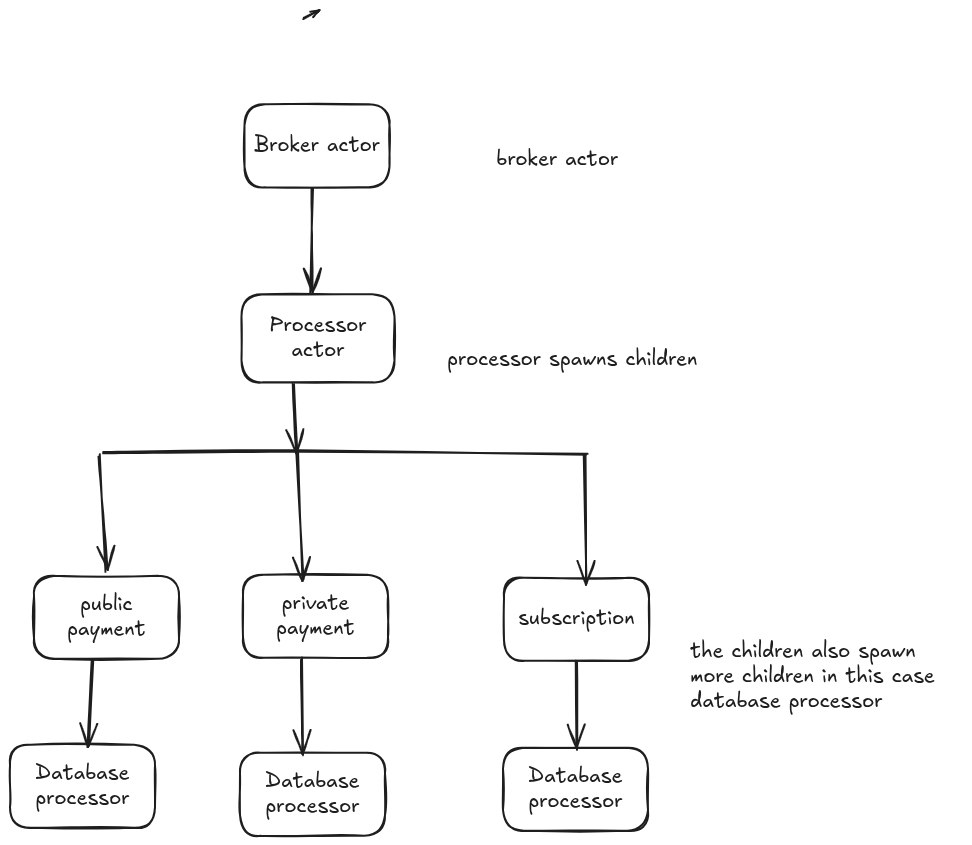 Broker actor
broker actor
Processor
actor
processor spawns children
public
payment
private
payment
subscription
the children also spawn
more children in this case
database processor
Database
processor
Database
processor
Database
processor